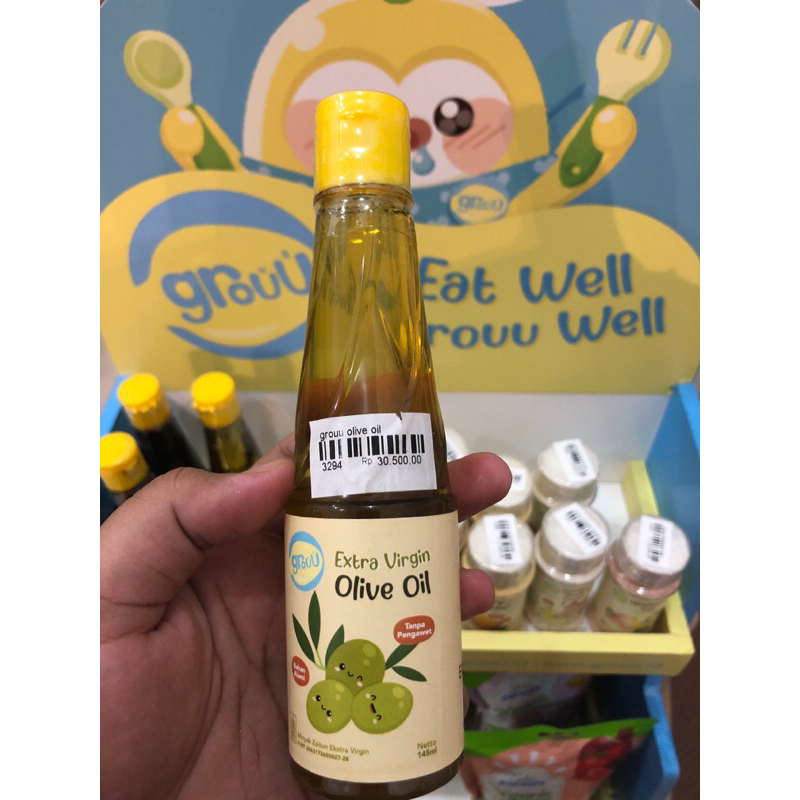 grouu
grouu
Eat Well
Grouu Well
grouu olive oil
3294 Rp 30.500,00
grouu
Extra Virgin
Olive Oil
Tanpa
Pengawet
Bahan
Alami
Minyak Zaitun Ekstra Virgin
Netto
145ml